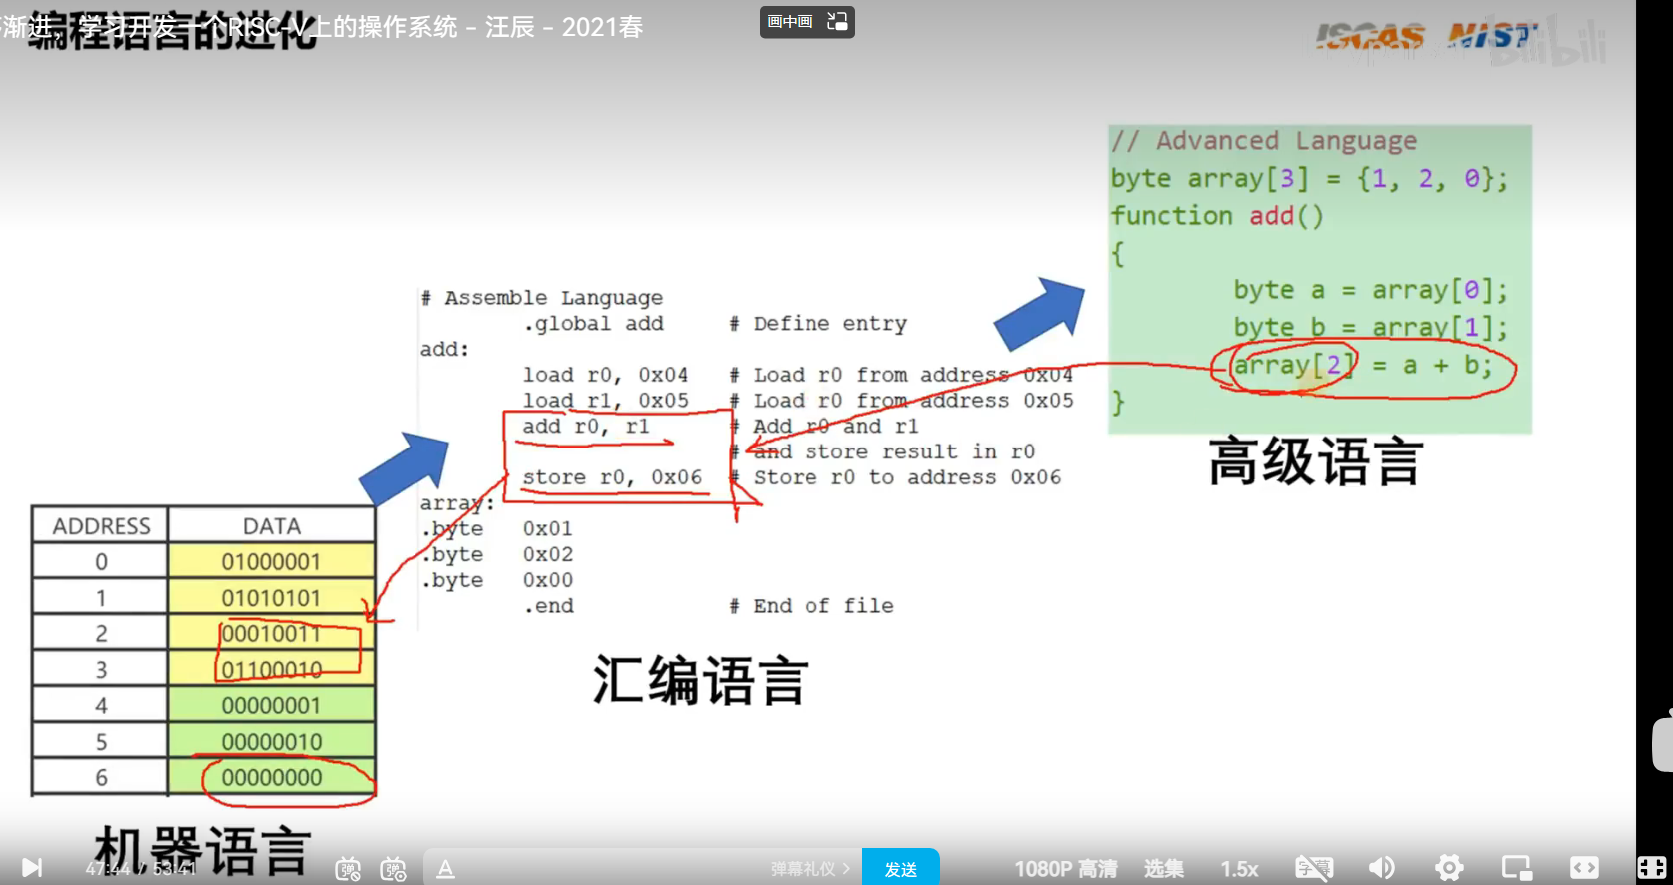 渐进，学习开发一个RISC-V上的操作系统 - 汪辰 - 2021春
画中画
编程语言的进化
ISCAS MIST
bilibili
// Advanced Language
byte array[3] = {1, 2, 0};
function add()
{
byte a = array[0];
byte b = array[1];
array[2] = a + b;
}
高级语言
# Assemble Language
.global add # Define entry
add:
load r0, 0x04 # Load r0 from address 0x04
load r1, 0x05 # Load r0 from address 0x05
add r0, r1 # Add r0 and r1
# and store result in r0
store r0, 0x06 # Store r0 to address 0x06
array:
.byte 0x01
.byte 0x02
.byte 0x00
.end # End of file
汇编语言
ADDRESS DATA
0 01000001
1 01010101
2 00010011
3 01100010
4 00000001
5 00000010
6 00000000
机器语言
47:44 / 53:41
弹
弹
A
弹幕礼仪 >
发送
1080P 高清
选集
1.5x
字幕